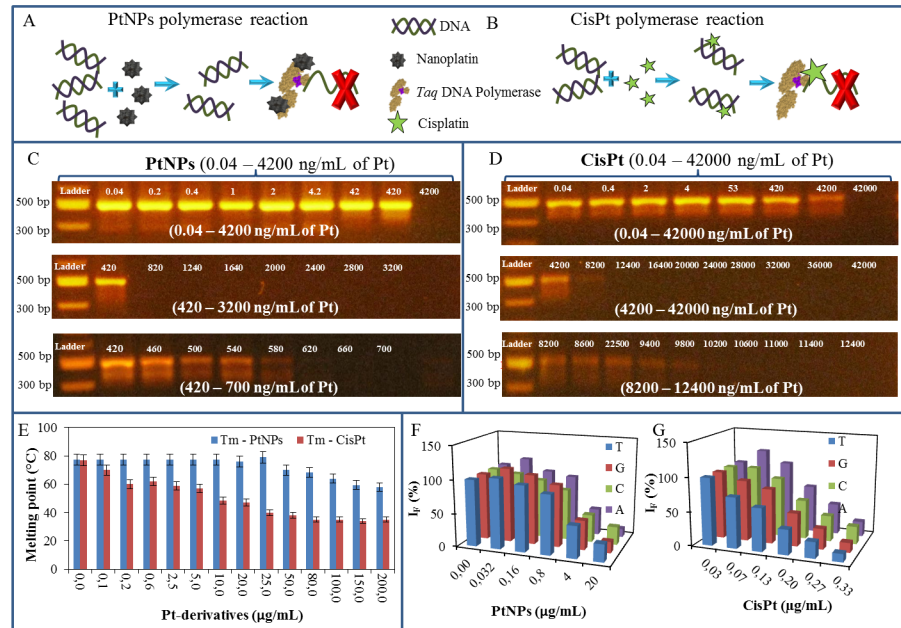 A
PtNPs polymerase reaction
DNA
Nanoplatin
Taq DNA Polymerase
Cisplatin
B
CisPt polymerase reaction
C
PtNPs (0.04 – 4200 ng/mL of Pt)
Ladder 0.04 0.2 0.4 1 2 4.2 42 420 4200
500 bp
300 bp
(0.04 – 4200 ng/mL of Pt)
Ladder 420 820 1240 1640 2000 2400 2800 3200
500 bp
300 bp
(420 – 3200 ng/mL of Pt)
Ladder 420 460 500 540 580 620 660 700
500 bp
300 bp
(420 – 700 ng/mL of Pt)
D
CisPt (0.04 – 42000 ng/mL of Pt)
Ladder 0.04 0.4 2 4 53 420 4200 42000
500 bp
300 bp
(0.04 – 42000 ng/mL of Pt)
Ladder 4200 8200 12400 16400 20000 24000 28000 32000 36000 42000
500 bp
300 bp
(4200 – 42000 ng/mL of Pt)
Ladder 8200 8600 22500 9400 9800 10200 10600 11000 11400 12400
500 bp
300 bp
(8200 – 12400 ng/mL of Pt)
E
Tm - PtNPs Tm - CisPt
Melting point (°C)
100
80
60
40
20
0
0,0 0,1 0,2 0,6 2,5 5,0 10,0 20,0 25,0 50,0 80,0 100,0 150,0 200,0
Pt-derivatives (µg/mL)
F
T
G
C
A
IF (%)
150
100
50
0
0,00 0,032 0,16 0,8 4 20
PtNPs (µg/mL)
G
T
G
C
A
IF (%)
150
100
50
0
0,03 0,07 0,13 0,20 0,27 0,33
CisPt (µg/mL)